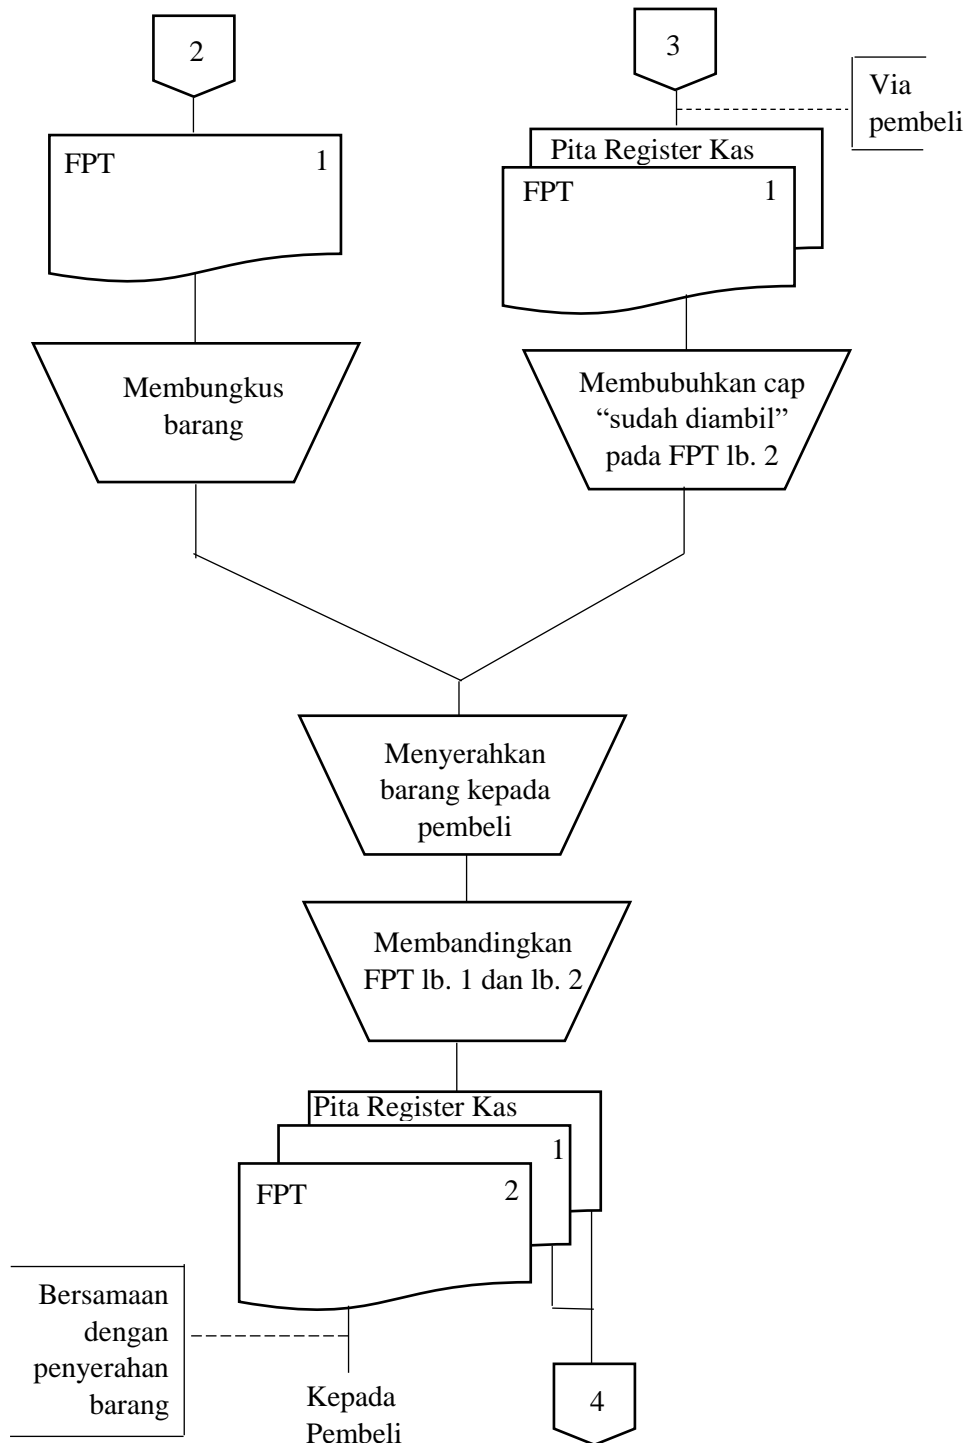 2
3
Via
pembeli
FPT 1
Pita Register Kas
FPT 1
Membungkus
barang
Membubuhkan cap
“sudah diambil”
pada FPT lb. 2
Menyerahkan
barang kepada
pembeli
Membandingkan
FPT lb. 1 dan lb. 2
Pita Register Kas
1
FPT 2
Bersamaan
dengan
penyerahan
barang
Kepada
Pembeli
4